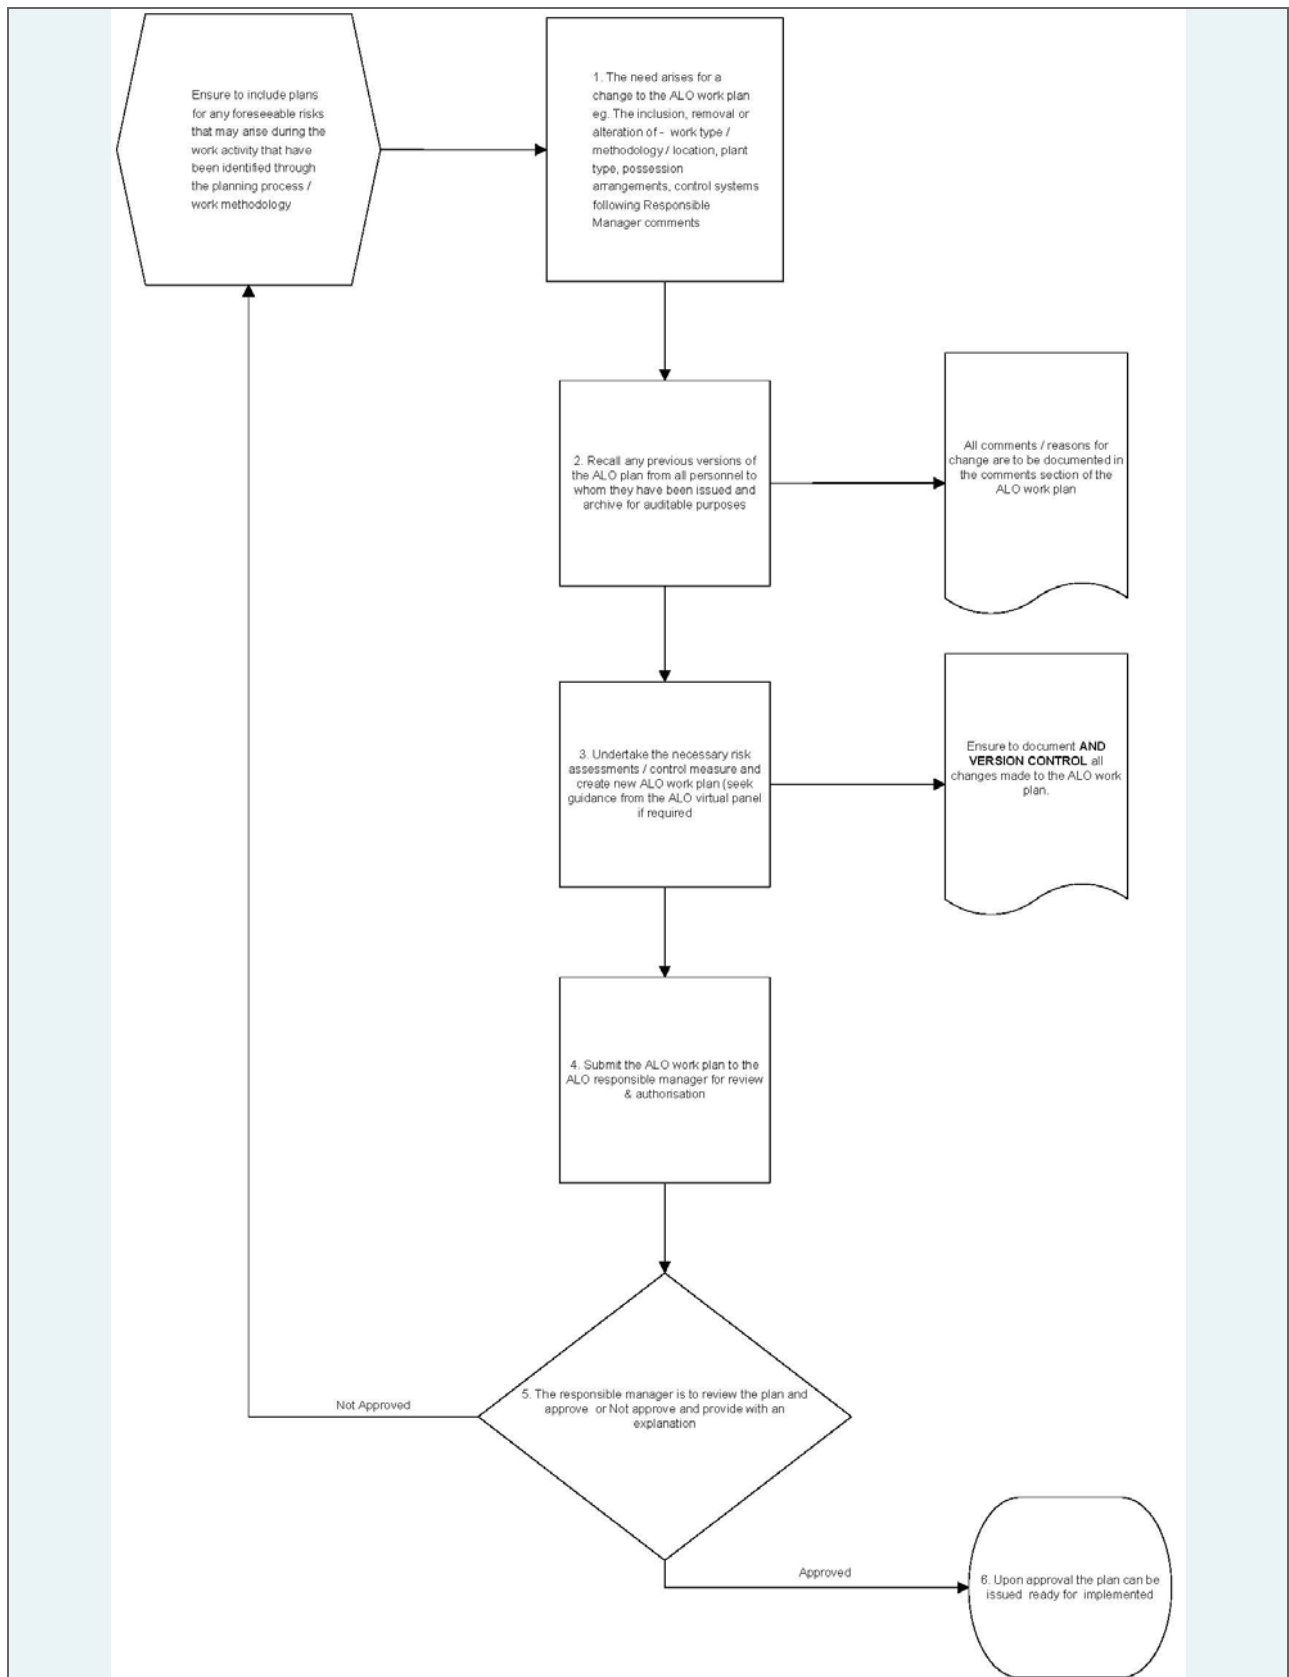 Ensure to include plans
for any foreseeable risks
that may arise during the
work activity that have
been identified through
the planning process /
work methodology
1. The need arises for a
change to the ALO work plan
eg. The inclusion, removal or
alteration of - work type /
methodology / location, plant
type, possession
arrangements, control systems
following Responsible
Manager comments
2. Recall any previous versions of
the ALO plan from all personnel to
whom they have been issued and
archive for auditable purposes
All comments / reasons for
change are to be documented in
the comments section of the
ALO work plan
3. Undertake the necessary risk
assessments / control measure and
create new ALO work plan (seek
guidance from the ALO virtual panel
if required
Ensure to document AND
VERSION CONTROL all
changes made to the ALO work
plan.
4. Submit the ALO work plan to the
ALO responsible manager for review
& authorisation
5. The responsible manager is to review the plan and
approve or Not approve and provide with an
explanation
Not Approved
Approved
6. Upon approval the plan can be
issued ready for implemented